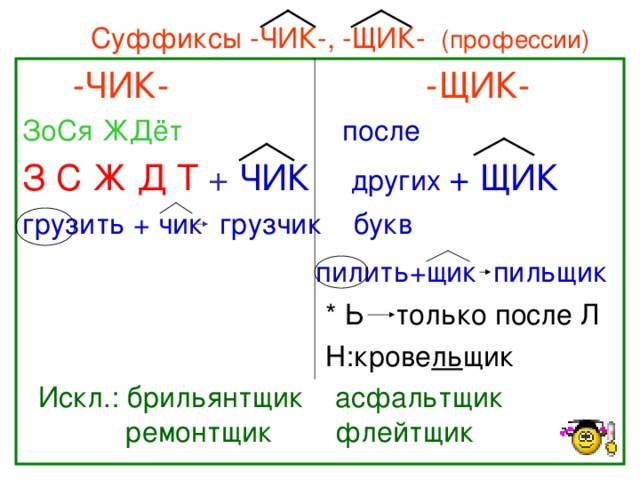 Суффиксы -ЧИК-, -ЩИК- (профессии)
-ЧИК- -ЩИК-
ЗоСя ЖДёт после
З С Ж Д Т + ЧИК других + ЩИК
грузить + чик грузчик букв
пилить+щик пильщик
* Ь только после Л
Н:кровельщик
Искл.: брильянтщик асфальтщик
ремонтщик флейтщик